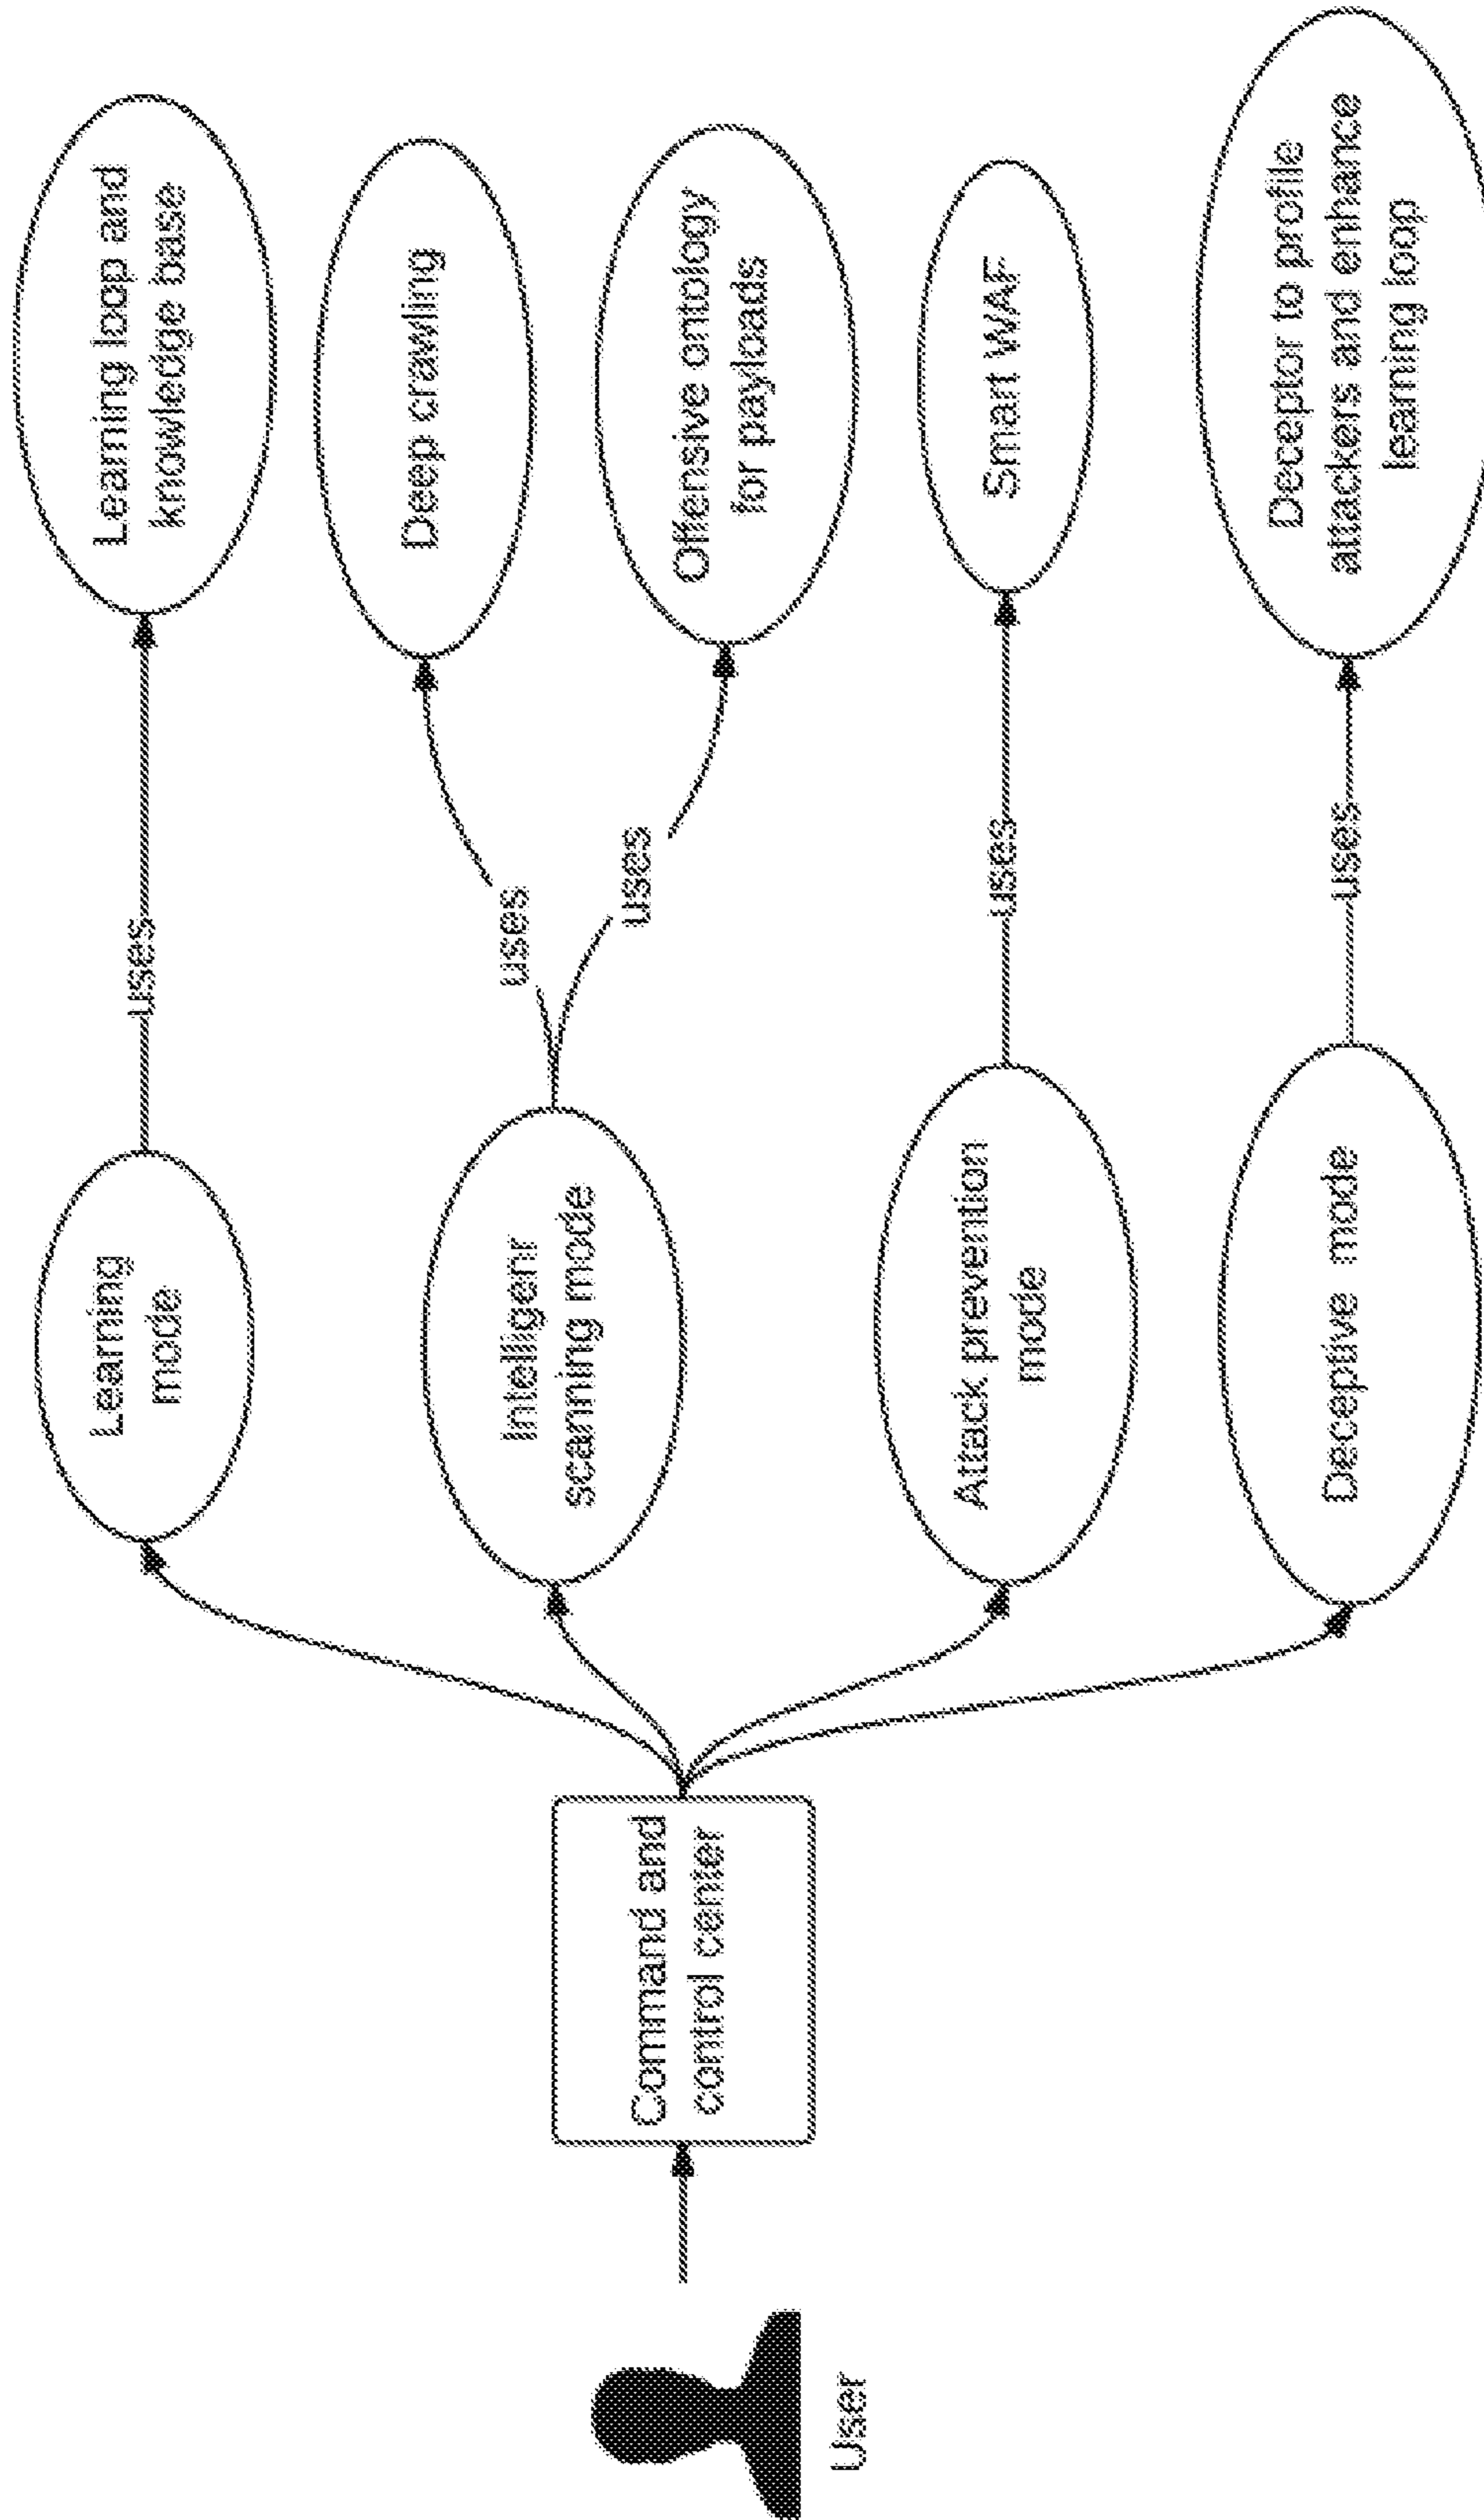 User
Command and
control center
Learning
mode
uses
Learning loop and
knowledge base
Intelligenr
scanning mode
uses
Deep crawling
uses
Offensive ontology
for payloads
Attack prevention
mode
uses
Smart WAF
Deceptive mode
uses
Deceptor to profile
attackers and enhance
learning loop